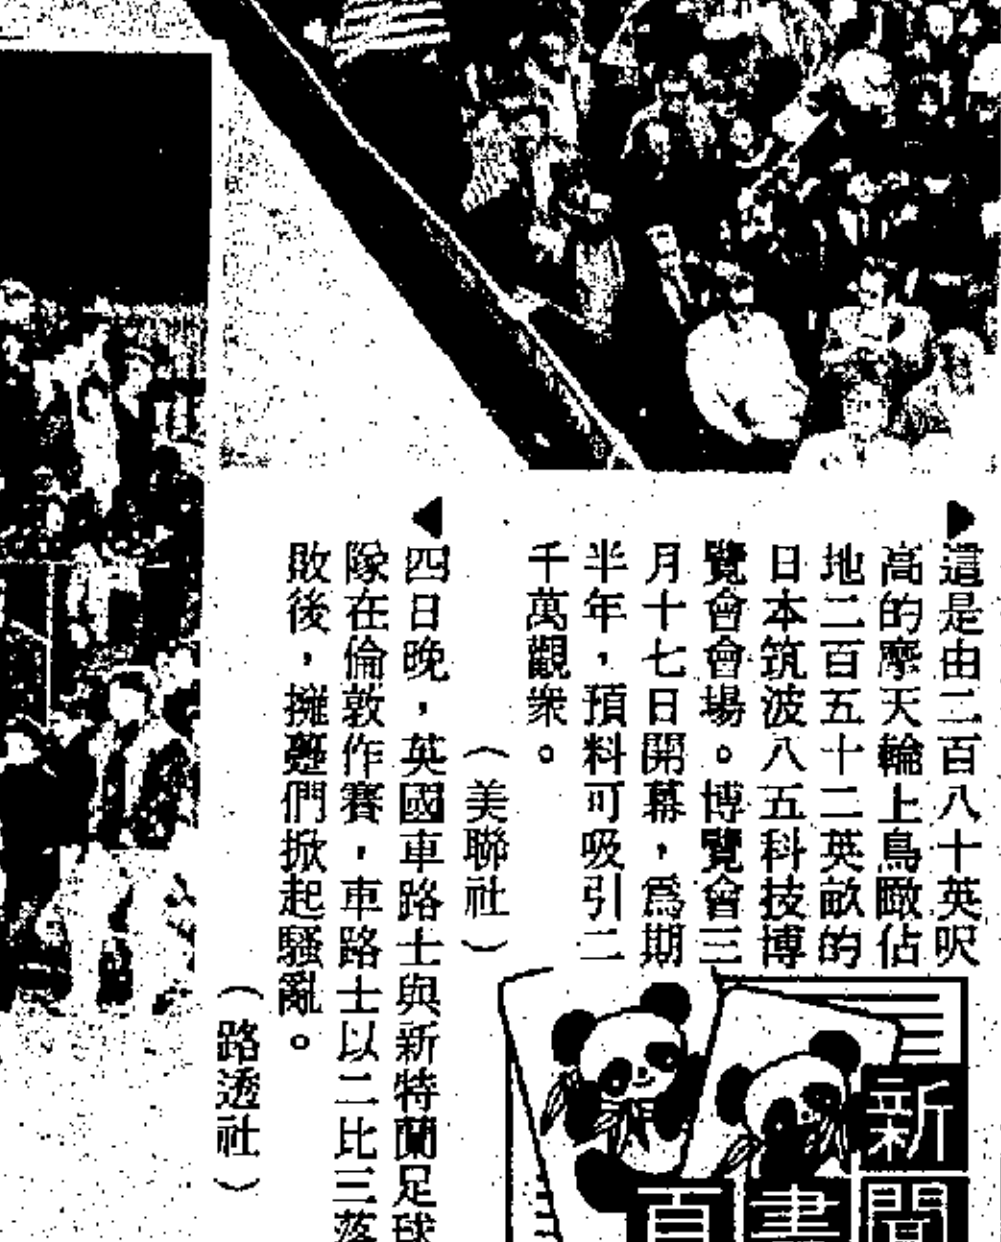 這是由二百八十英呎
高的摩天輪上鳥瞰佔
地二百五十二英畝的
日本筑波八五科技博
覽會會場。博覽會三
月十七日開幕，爲期
半年，預料可吸引二
千萬觀衆。
（美聯社）
四日晚，英國車路士與新特蘭足球
隊在倫敦作賽，車路士以二比三落
敗後，擁躉們掀起騷亂。
（路透社）
新聞
畫
頁